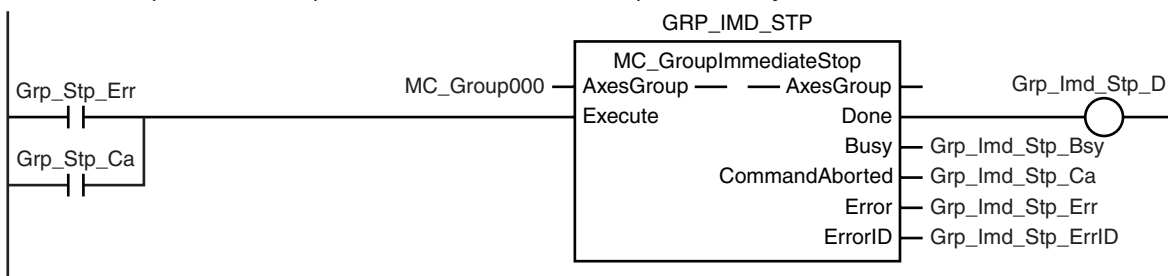 GRP_IMD_STP
MC_GroupImmediateStop
Grp_Stp_Err MC_Group000 AxesGroup AxesGroup Grp_Imd_Stp_D
Execute Done
Grp_Stp_Ca Busy Grp_Imd_Stp_Bsy
CommandAborted Grp_Imd_Stp_Ca
Error Grp_Imd_Stp_Err
ErrorID Grp_Imd_Stp_ErrID